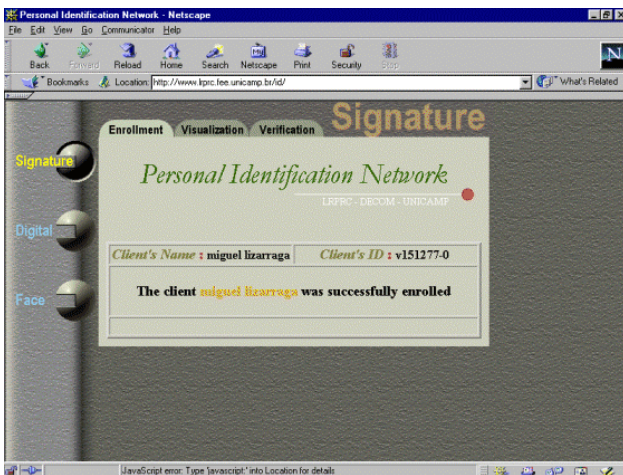 Personal Identification Network - Netscape
File Edit View Go Communicator Help
Back Forward Reload Home Search Netscape Print Security Stop
Bookmarks Location: http://www.lrprc.fee.unicamp.br/id/ What's Related
Signature
Enrollment Visualization Verification
Signature
Personal Identification Network
LRPRC - DECOM - UNICAMP
Digital
Client's Name : miguel lizarraga Client's ID : v151277-0
The client miguel lizarraga was successfully enrolled
Face
JavaScript error: Type 'javascript:' into Location for details